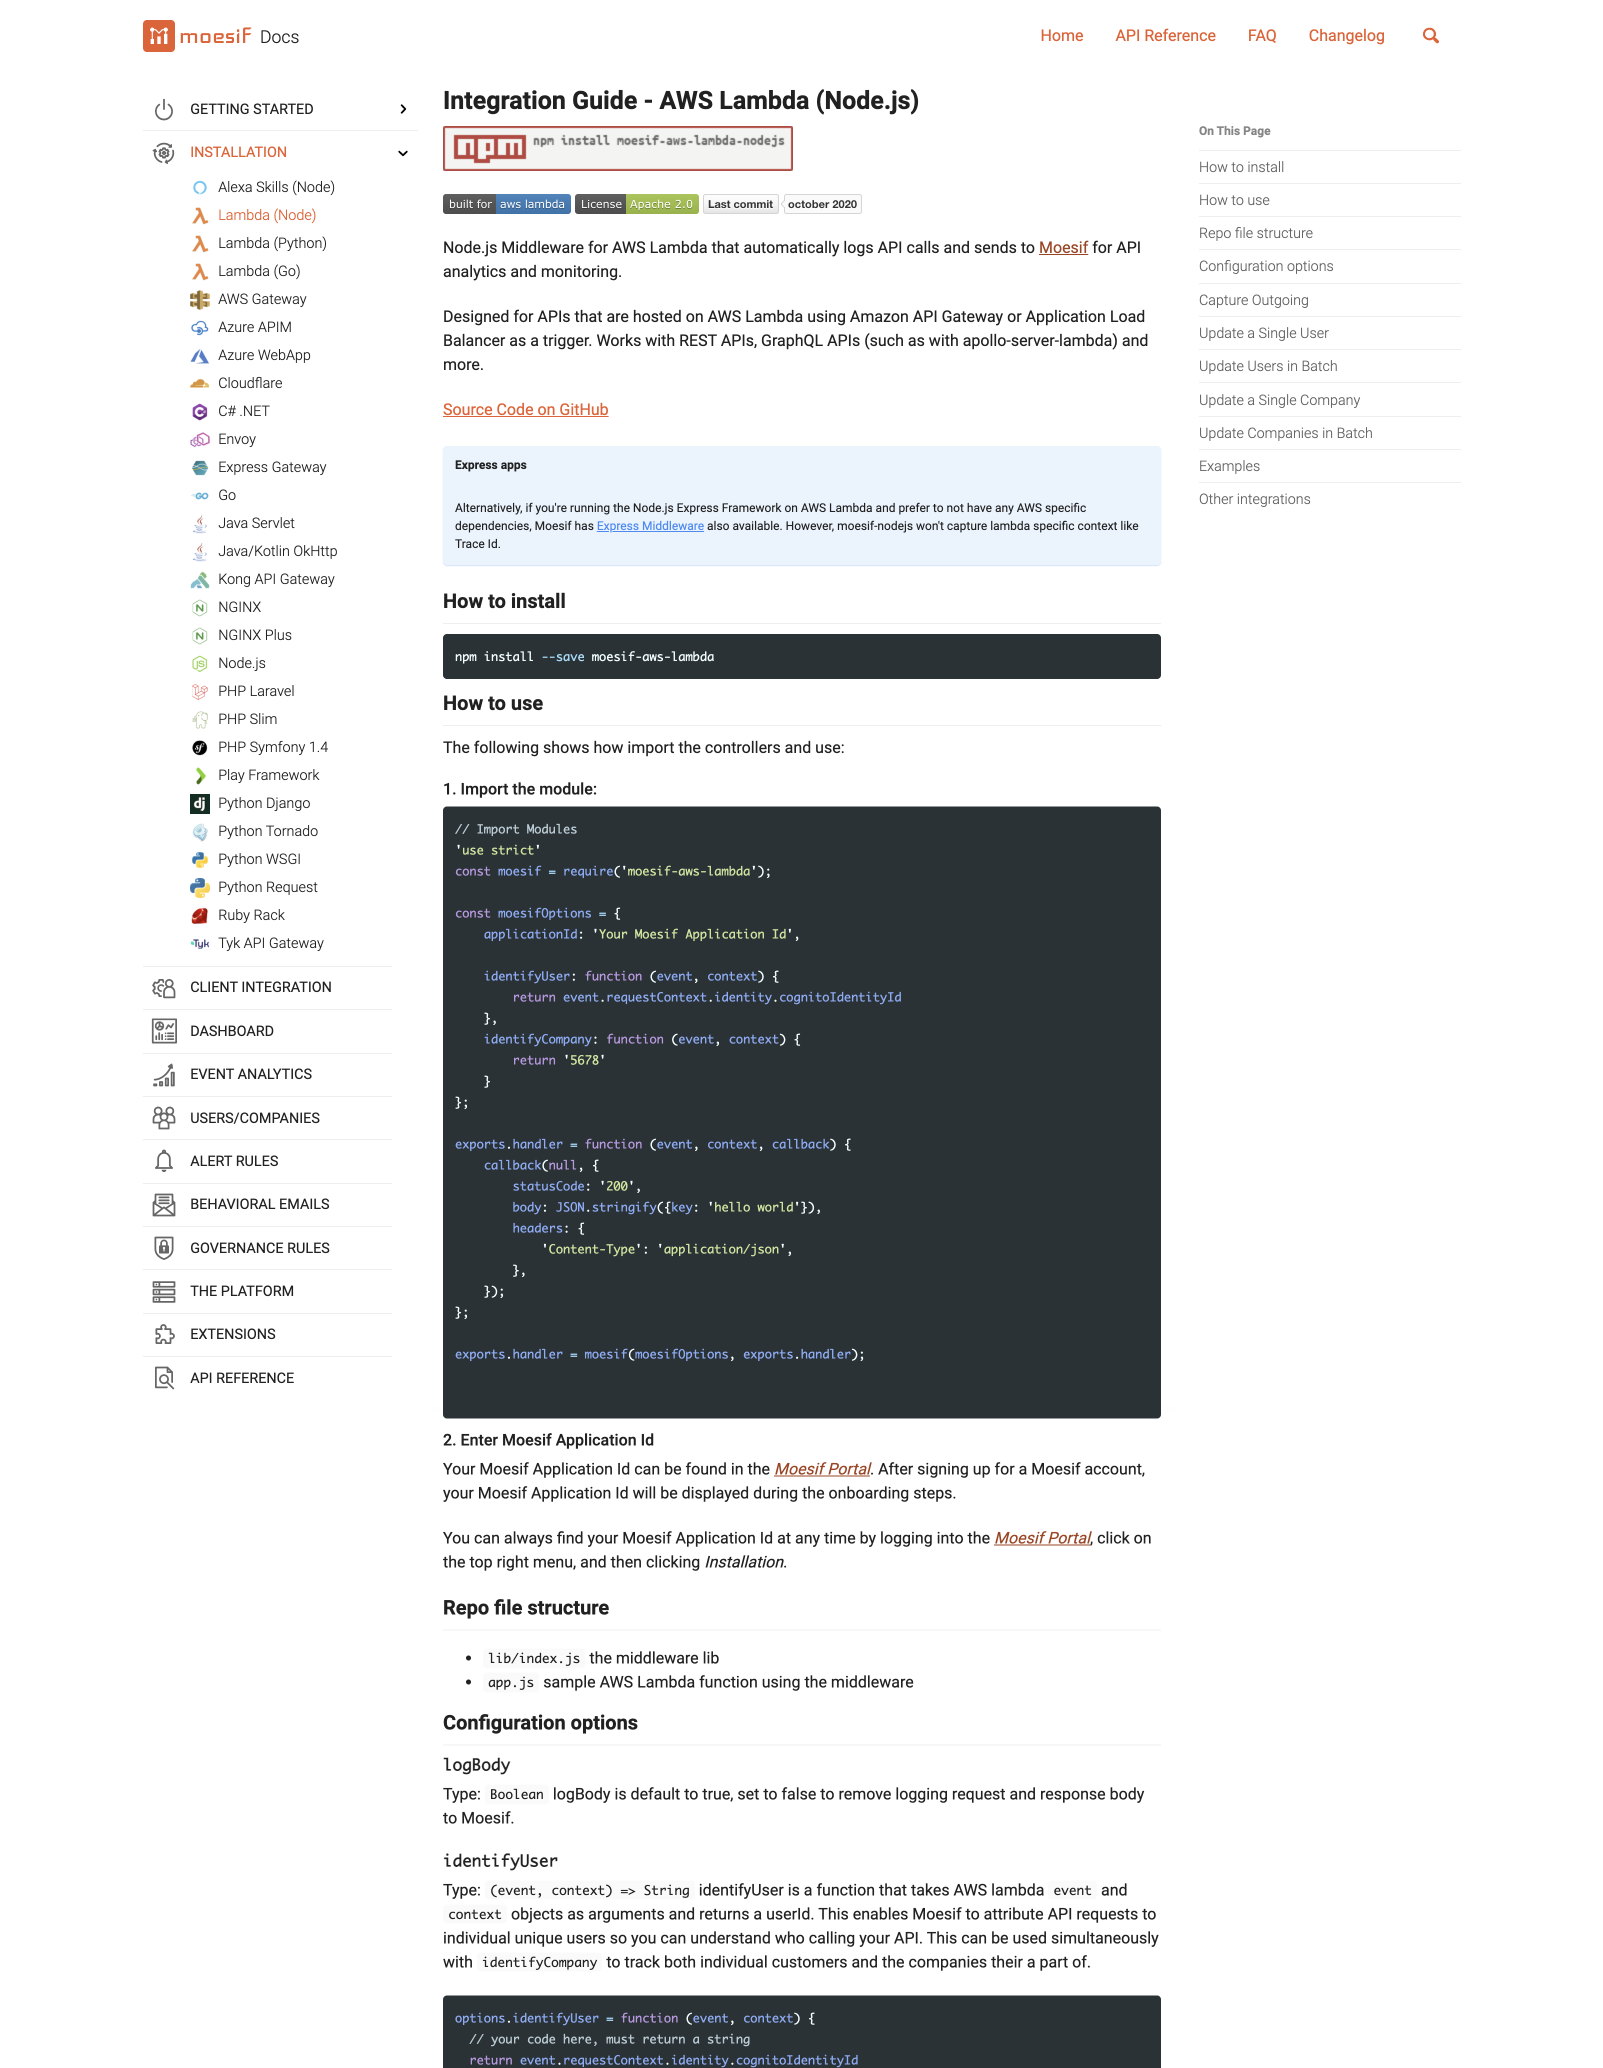 moesif Docs
Home API Reference FAQ Changelog
GETTING STARTED
INSTALLATION
Alexa Skills (Node)
Lambda (Node)
Lambda (Python)
Lambda (Go)
AWS Gateway
Azure APIM
Azure WebApp
Cloudflare
C# .NET
Envoy
Express Gateway
Go
Java Servlet
Java/Kotlin OkHttp
Kong API Gateway
NGINX
NGINX Plus
Node.js
PHP Laravel
PHP Slim
PHP Symfony 1.4
Play Framework
Python Django
Python Tornado
Python WSGI
Python Request
Ruby Rack
Tyk API Gateway
CLIENT INTEGRATION
DASHBOARD
EVENT ANALYTICS
USERS/COMPANIES
ALERT RULES
BEHAVIORAL EMAILS
GOVERNANCE RULES
THE PLATFORM
EXTENSIONS
API REFERENCE
Integration Guide - AWS Lambda (Node.js)
npm npm install moesif-aws-lambda-nodejs
built for aws lambda License Apache 2.0 Last commit october 2020
Node.js Middleware for AWS Lambda that automatically logs API calls and sends to Moesif for API
analytics and monitoring.
Designed for APIs that are hosted on AWS Lambda using Amazon API Gateway or Application Load
Balancer as a trigger. Works with REST APIs, GraphQL APIs (such as with apollo-server-lambda) and
more.
Source Code on GitHub
Express apps
Alternatively, if you're running the Node.js Express Framework on AWS Lambda and prefer to not have any AWS specific
dependencies, Moesif has Express Middleware also available. However, moesif-nodejs won't capture lambda specific context like
Trace Id.
How to install
npm install --save moesif-aws-lambda
How to use
The following shows how import the controllers and use:
1. Import the module:
// Import Modules
'use strict'
const moesif = require('moesif-aws-lambda');
const moesifOptions = {
applicationId: 'Your Moesif Application Id',
identifyUser: function (event, context) {
return event.requestContext.identity.cognitoIdentityId
},
identifyCompany: function (event, context) {
return '5678'
}
};
exports.handler = function (event, context, callback) {
callback(null, {
statusCode: '200',
body: JSON.stringify({key: 'hello world'}),
headers: {
'Content-Type': 'application/json',
},
});
};
exports.handler = moesif(moesifOptions, exports.handler);
2. Enter Moesif Application Id
Your Moesif Application Id can be found in the Moesif Portal. After signing up for a Moesif account,
your Moesif Application Id will be displayed during the onboarding steps.
You can always find your Moesif Application Id at any time by logging into the Moesif Portal, click on
the top right menu, and then clicking Installation.
Repo file structure
• lib/index.js the middleware lib
• app.js sample AWS Lambda function using the middleware
Configuration options
logBody
Type: Boolean logBody is default to true, set to false to remove logging request and response body
to Moesif.
identifyUser
Type: (event, context) => String identifyUser is a function that takes AWS lambda event and
context objects as arguments and returns a userId. This enables Moesif to attribute API requests to
individual unique users so you can understand who calling your API. This can be used simultaneously
with identifyCompany to track both individual customers and the companies their a part of.
options.identifyUser = function (event, context) {
// your code here, must return a string
return event.requestContext.identity.cognitoIdentityId
On This Page
How to install
How to use
Repo file structure
Configuration options
Capture Outgoing
Update a Single User
Update Users in Batch
Update a Single Company
Update Companies in Batch
Examples
Other integrations